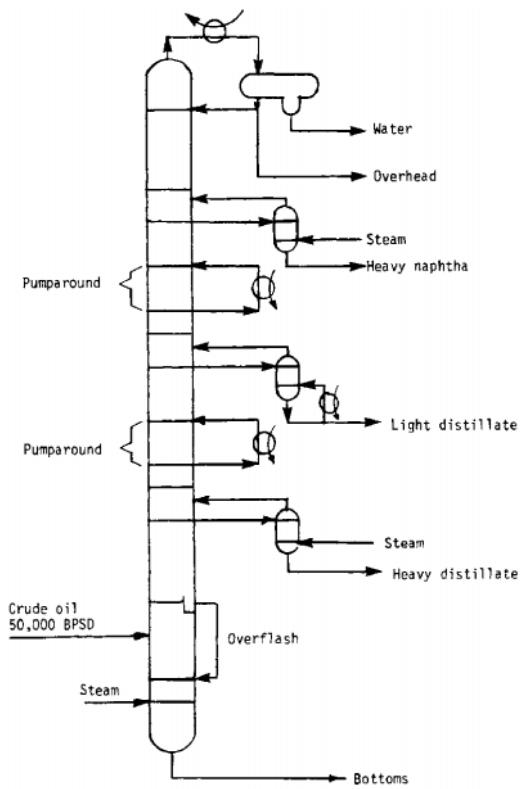 Water
Overhead
Steam
Heavy naphtha
Pumparound
Light distillate
Pumparound
Steam
Heavy distillate
Crude oil
50,000 BPSD
Overflash
Steam
Bottoms